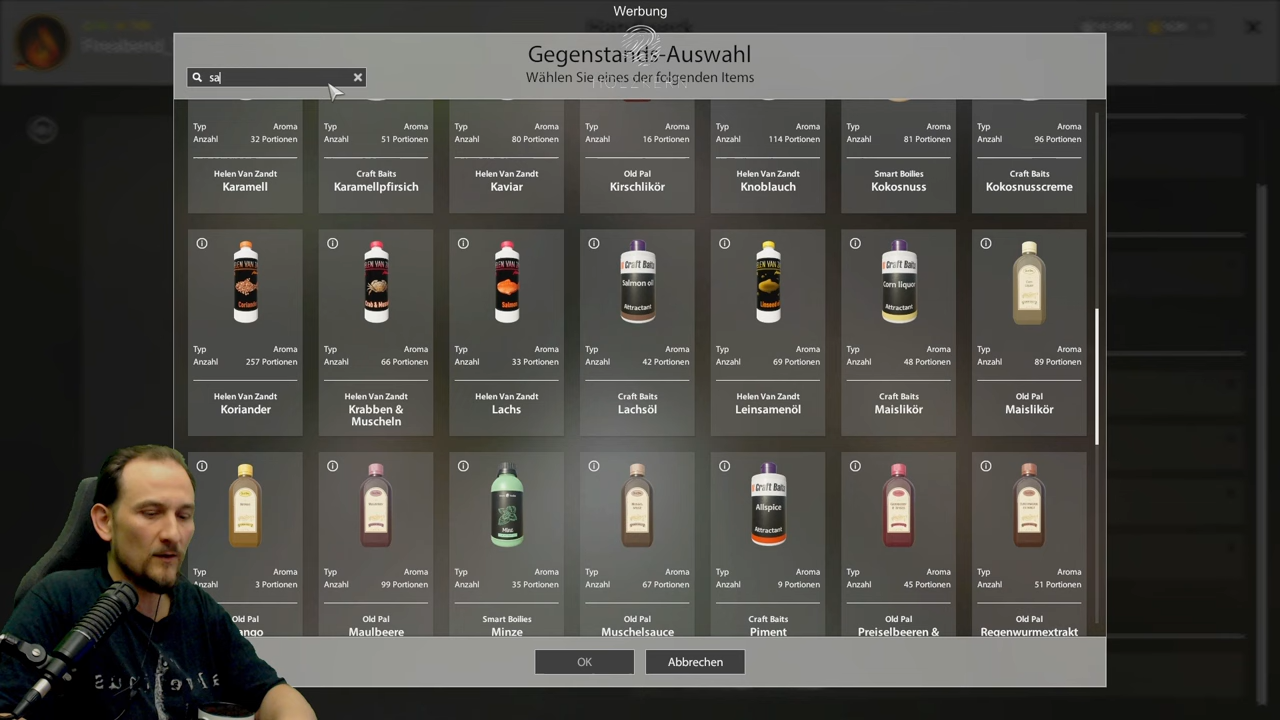 Werbung
Gegenstands-Auswahl
Wählen Sie eines der folgenden Items
sa
Typ Aroma
Anzahl 32 Portionen
Helen Van Zandt
Karamell
Typ Aroma
Anzahl 51 Portionen
Craft Baits
Karamellpfirsich
Typ Aroma
Anzahl 80 Portionen
Helen Van Zandt
Kaviar
Typ Aroma
Anzahl 16 Portionen
Old Pal
Kirschlikör
Typ Aroma
Anzahl 114 Portionen
Helen Van Zandt
Knoblauch
Typ Aroma
Anzahl 81 Portionen
Smart Boilies
Kokosnuss
Typ Aroma
Anzahl 96 Portionen
Craft Baits
Kokosnusscreme
Typ Aroma
Anzahl 257 Portionen
Helen Van Zandt
Koriander
Typ Aroma
Anzahl 66 Portionen
Helen Van Zandt
Krabben &
Muscheln
Salmon
Typ Aroma
Anzahl 33 Portionen
Helen Van Zandt
Lachs
Craft Baits
Salmon oil
Attractant
Typ Aroma
Anzahl 42 Portionen
Craft Baits
Lachsöl
Typ Aroma
Anzahl 69 Portionen
Helen Van Zandt
Leinsamenöl
Craft Baits
Corn liquor
Attractant
Typ Aroma
Anzahl 48 Portionen
Craft Baits
Maislikör
Typ Aroma
Anzahl 89 Portionen
Old Pal
Maislikör
Typ Aroma
Anzahl 3 Portionen
Old Pal
ango
Typ Aroma
Anzahl 99 Portionen
Old Pal
Maulbeere
Minc
Typ Aroma
Anzahl 35 Portionen
Smart Boilies
Minze
Typ Aroma
Anzahl 67 Portionen
Old Pal
Muschelsauce
Craft Baits
Allspice
Attractant
Typ Aroma
Anzahl 9 Portionen
Craft Baits
Piment
Typ Aroma
Anzahl 45 Portionen
Old Pal
Preiselbeeren &
Typ Aroma
Anzahl 51 Portionen
Old Pal
Regenwurmextrakt
OK
Abbrechen